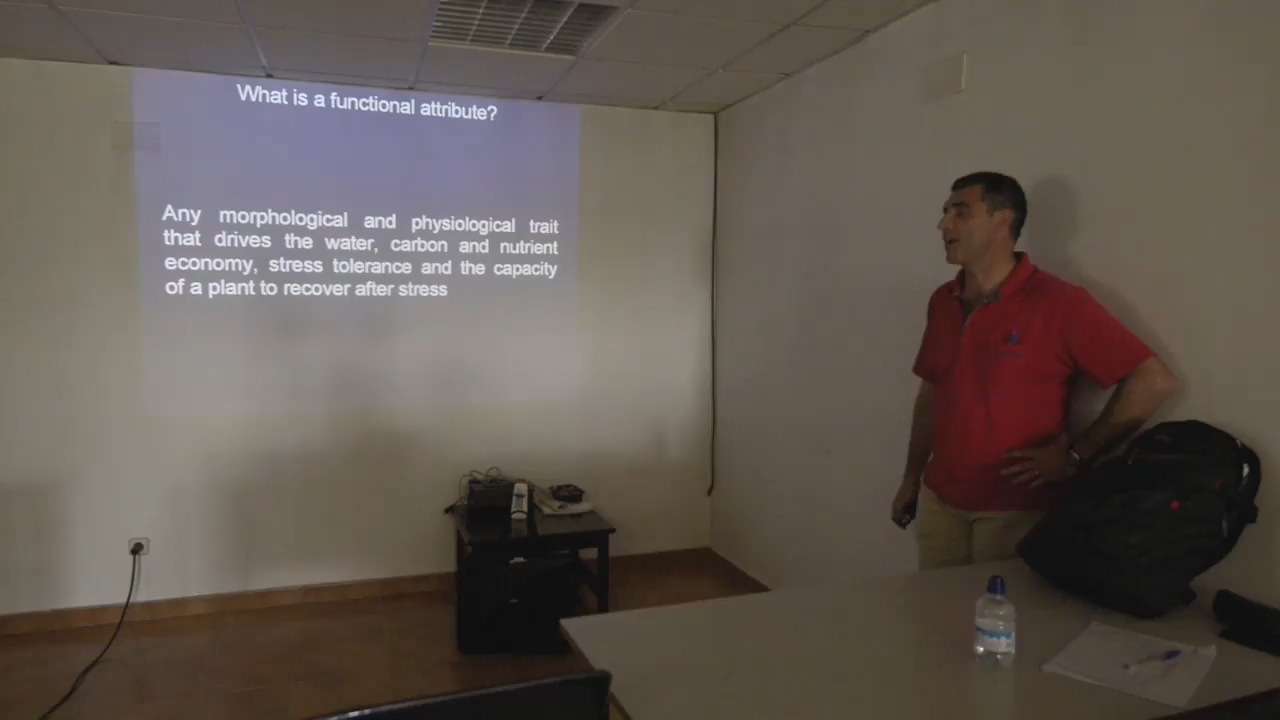 What is a functional attribute?
Any morphological and physiological trait
that drives the water, carbon and nutrient
economy, stress tolerance and the capacity
of a plant to recover after stress